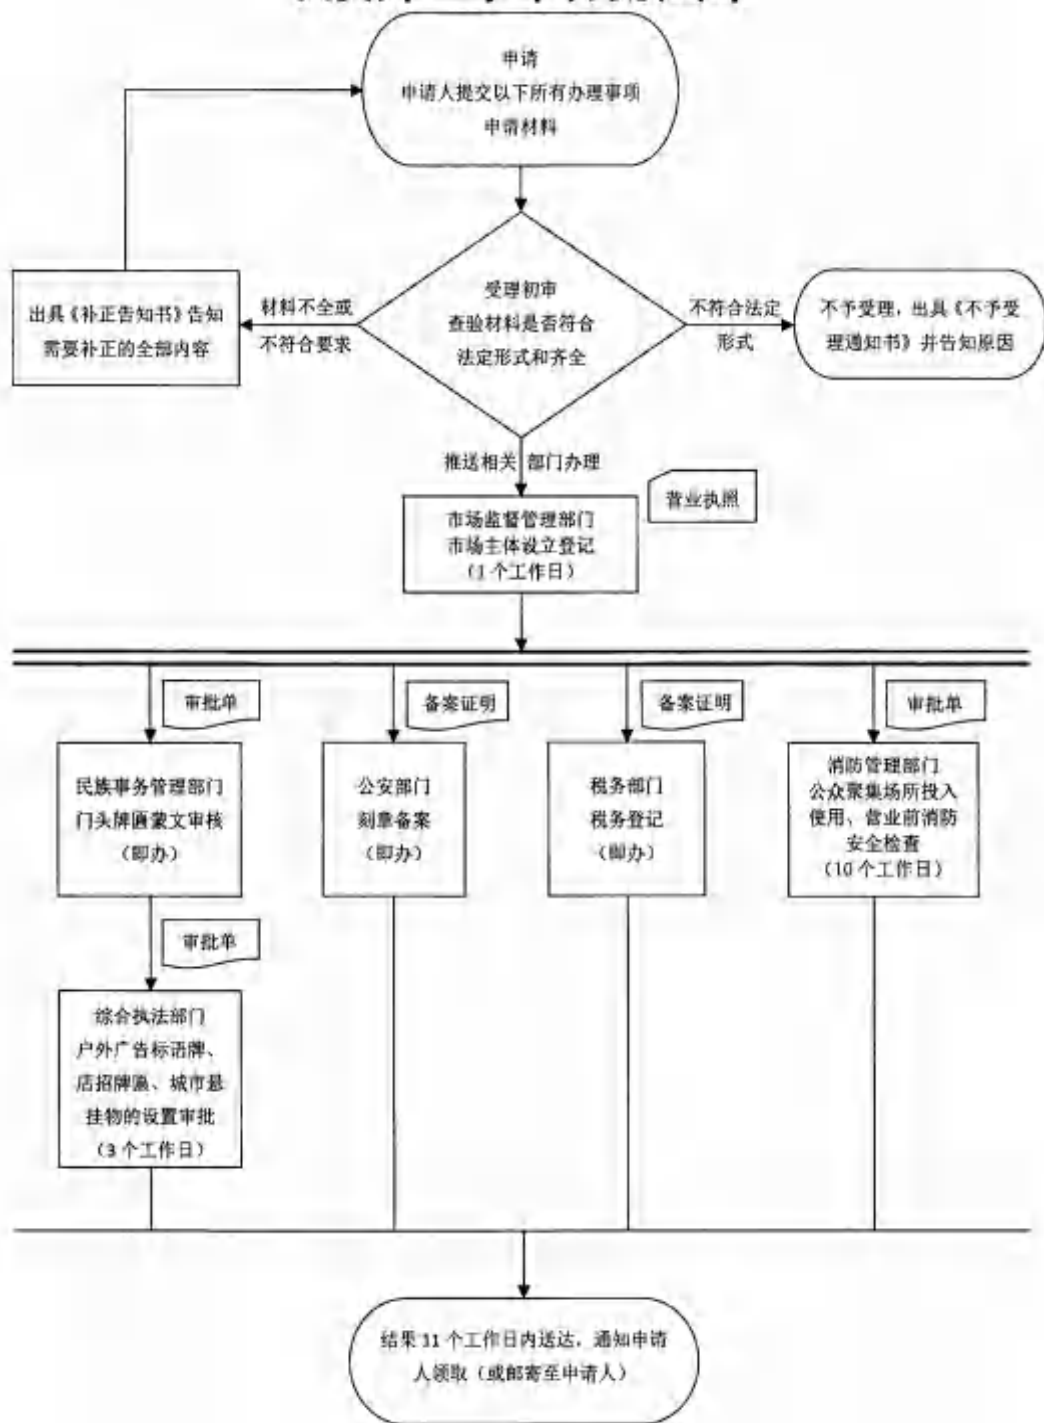 申请
申请人提交以下所有办理事项
申请材料
受理初审
查验材料是否符合
法定形式和齐全
材料不全或
不符合要求
出具《补正告知书》告知
需要补正的全部内容
不符合法定
形式
不予受理，出具《不予受
理通知书》并告知原因
推送相关 部门办理
营业执照
市场监督管理部门
市场主体设立登记
（1个工作日）
审批单
备案证明
备案证明
审批单
民族事务管理部门
门头牌匾蒙文审核
（即办）
公安部门
刻章备案
（即办）
税务部门
税务登记
（即办）
消防管理部门
公众聚集场所投入
使用、营业前消防
安全检查
（10个工作日）
审批单
综合执法部门
户外广告标语牌、
店招牌匾、城市悬
挂物的设置审批
（3个工作日）
结果 11 个工作日内送达，通知申请
人领取（或邮寄至申请人）